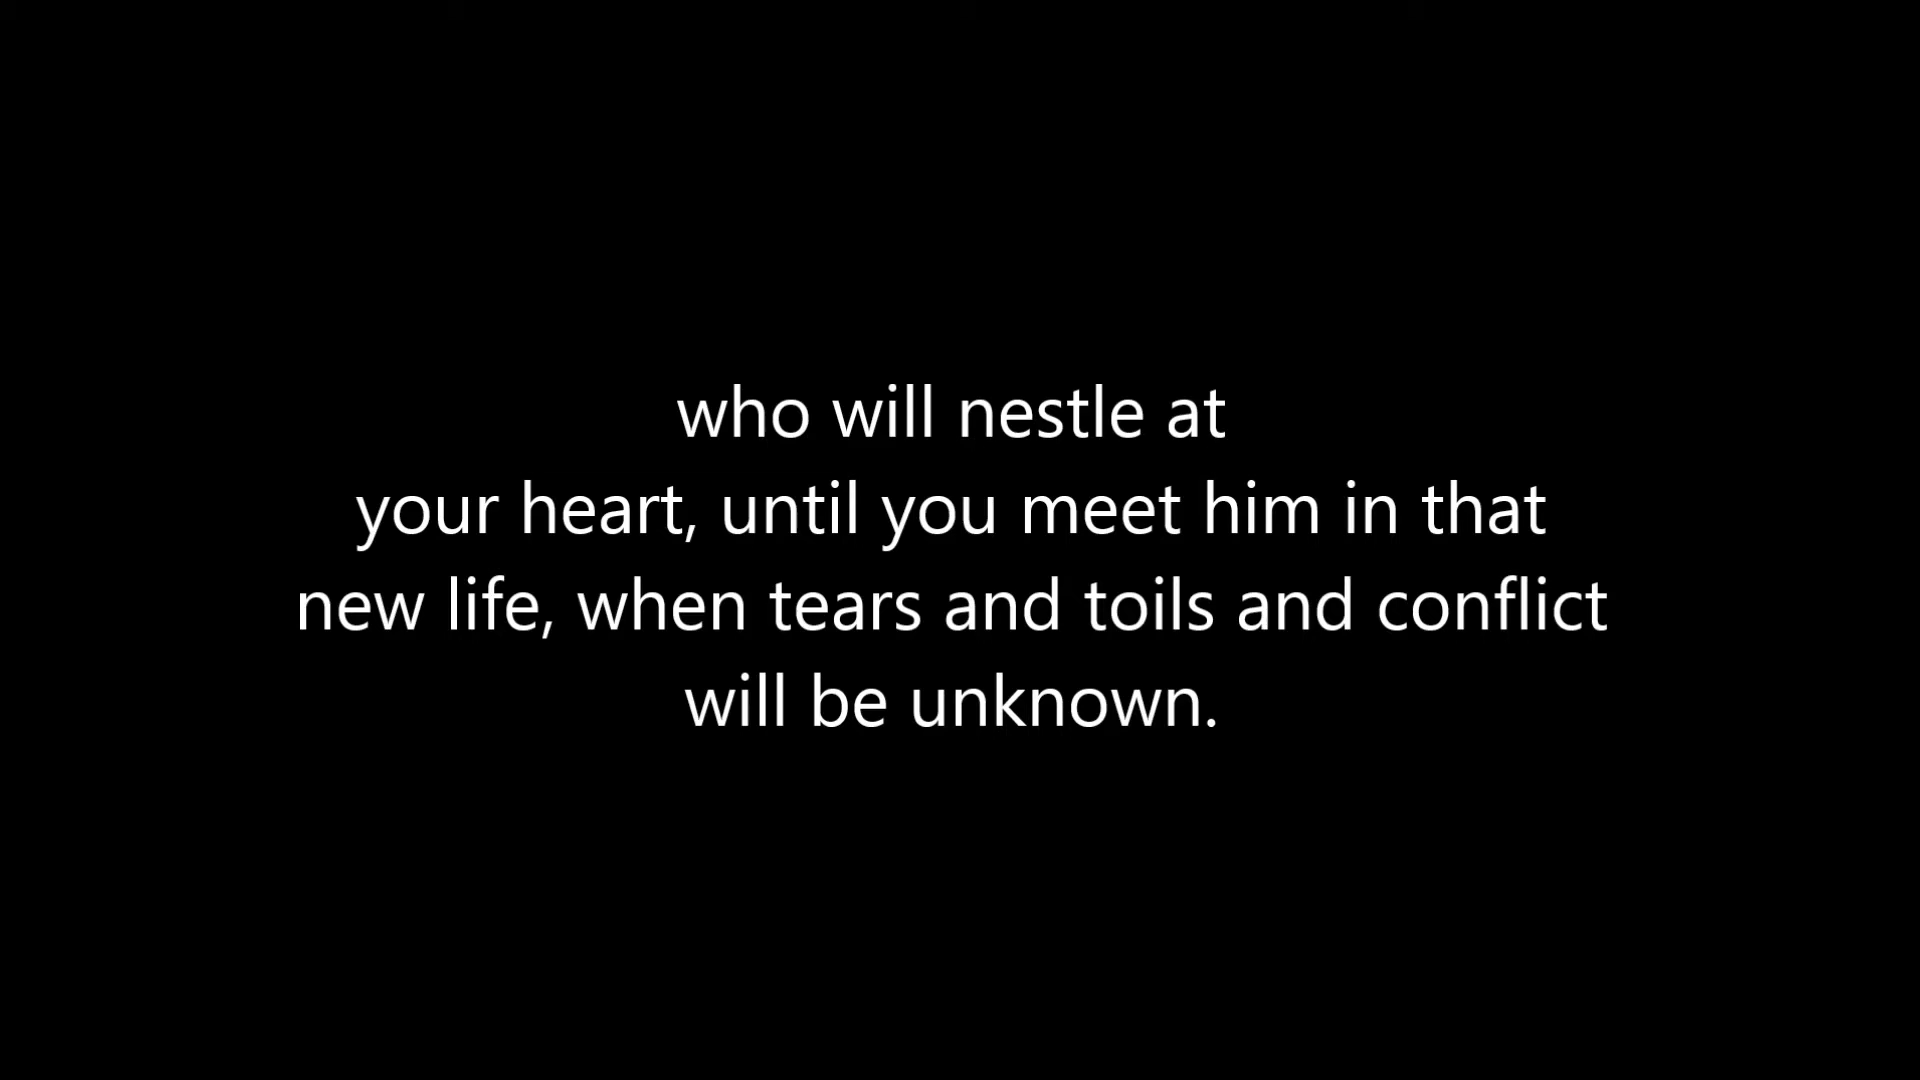 who will nestle at
your heart, until you meet him in that
new life, when tears and toils and conflict
will be unknown.